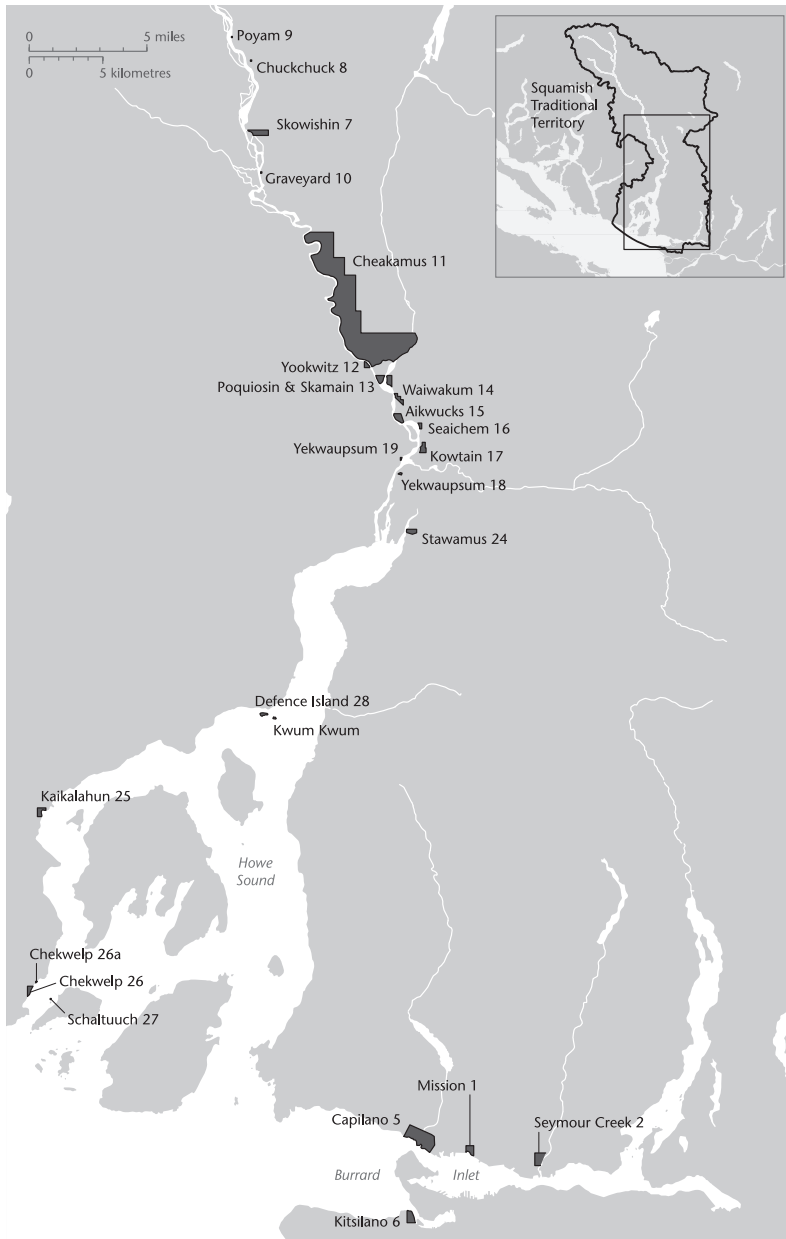 0 5 miles
0 5 kilometres
Poyam 9
Chuckchuck 8
Skowishin 7
Graveyard 10
Cheakamus 11
Squamish
Traditional
Territory
Yookwitz 12
Poquiosin & Skamain 13
Waiwakum 14
Aikwucks 15
Seaichem 16
Yekwaupsum 19
Kowtain 17
Yekwaupsum 18
Stawamus 24
Defence Island 28
Kwum Kwum
Kaikalahun 25
Howe
Sound
Chekwelp 26a
Chekwelp 26
Schaltuuch 27
Mission 1
Capilano 5
Seymour Creek 2
Burrard Inlet
Kitsilano 6